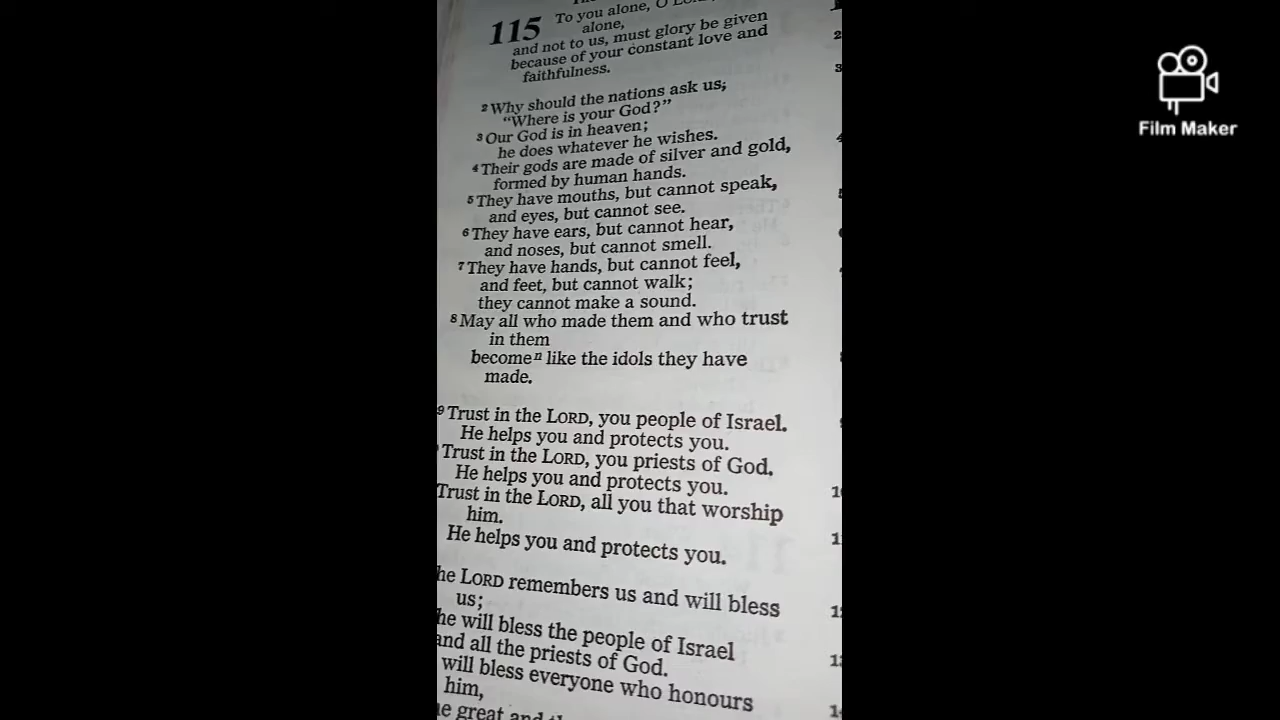 115 To you alone, O LORD,
alone,
and not to us, must glory be given
because of your constant love and
faithfulness.
2 Why should the nations ask us;
“Where is your God?”
3 Our God is in heaven;
he does whatever he wishes.
4 Their gods are made of silver and gold,
formed by human hands.
5 They have mouths, but cannot speak,
and eyes, but cannot see.
6 They have ears, but cannot hear,
and noses, but cannot smell.
7 They have hands, but cannot feel,
and feet, but cannot walk;
they cannot make a sound.
8 May all who made them and who trust
in them
become n like the idols they have
made.
9 Trust in the LORD, you people of Israel.
He helps you and protects you.
Trust in the LORD, you priests of God.
He helps you and protects you.
Trust in the LORD, all you that worship
him.
He helps you and protects you.
he LORD remembers us and will bless
us;
he will bless the people of Israel
and all the priests of God.
will bless everyone who honours
him,
great and
2
3
Film Maker